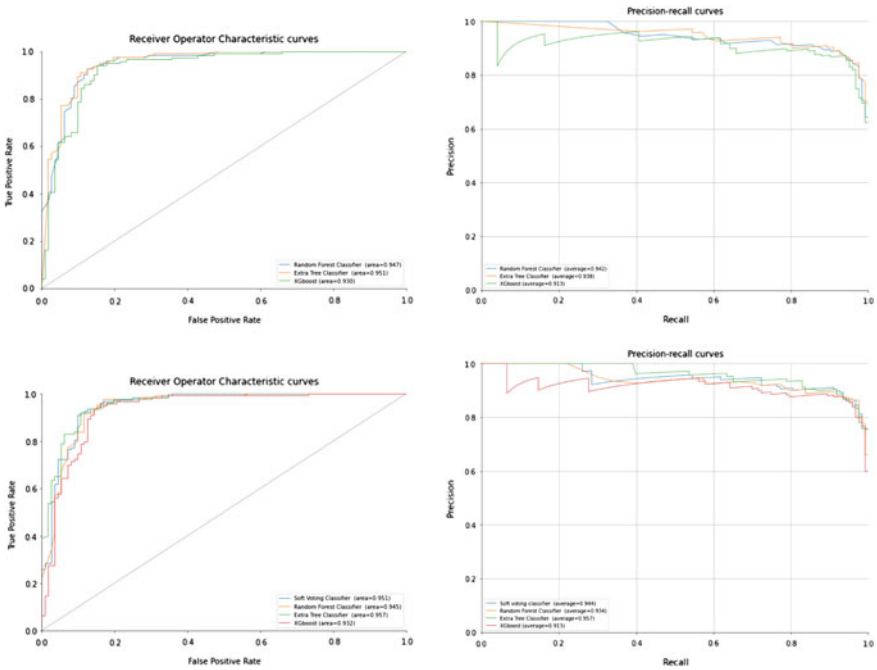 Receiver Operator Characteristic curves
True Positive Rate
1.0
0.8
0.6
0.4
0.2
0.0
Random Forest Classifier (area=0.947)
Extra Tree Classifier (area=0.951)
XGboost (area=0.930)
0.0 0.2 0.4 0.6 0.8 1.0
False Positive Rate
Precision-recall curves
Precision
1.0
0.8
0.6
0.4
0.2
0.0
Random Forest Classifier (average=0.942)
Extra Tree Classifier (average=0.938)
XGboost (average=0.913)
0.0 0.2 0.4 0.6 0.8 1.0
Recall
Receiver Operator Characteristic curves
True Positive Rate
1.0
0.8
0.6
0.4
0.2
0.0
Soft Voting Classifier (area=0.951)
Random Forest Classifier (area=0.945)
Extra Tree Classifier (area=0.957)
XGboost (area=0.932)
0.0 0.2 0.4 0.6 0.8 1.0
False Positive Rate
Precision-recall curves
Precision
1.0
0.8
0.6
0.4
0.2
0.0
Soft voting classifier (average=0.944)
Random Forest Classifier (average=0.934)
Extra Tree Classifier (average=0.957)
XGboost (average=0.913)
0.0 0.2 0.4 0.6 0.8 1.0
Recall